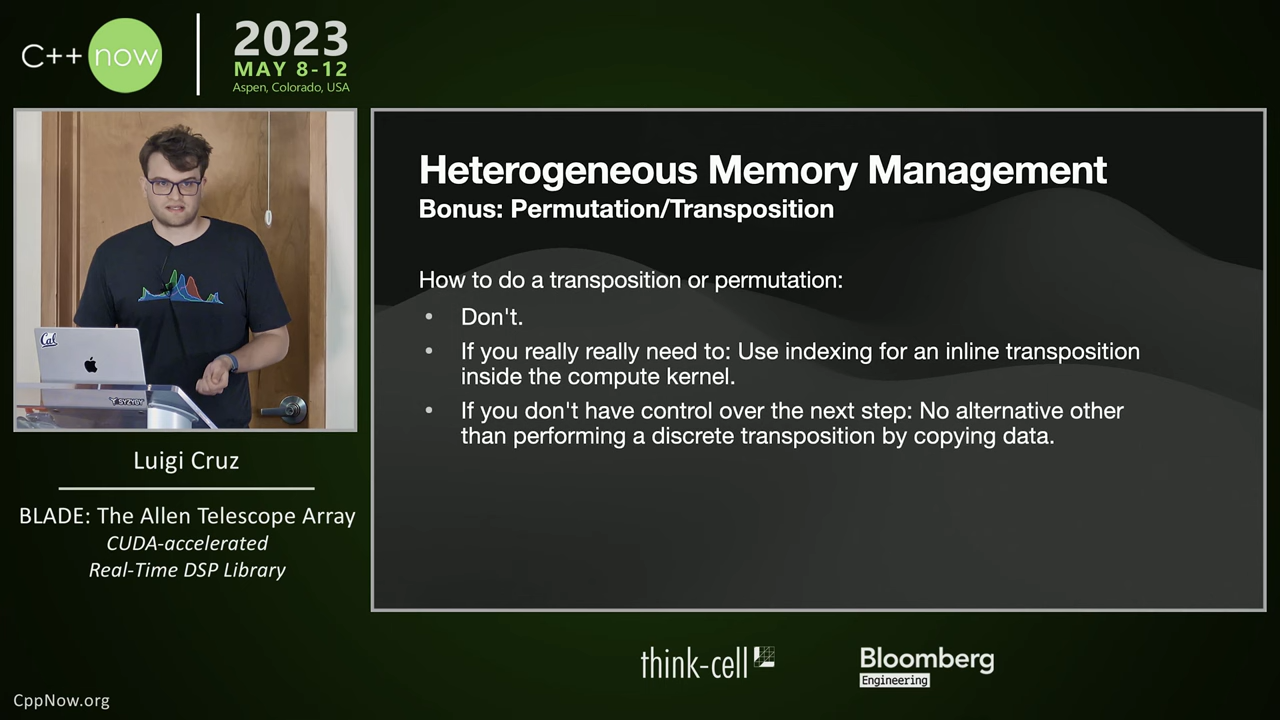 C++ now
2023
MAY 8-12
Aspen, Colorado, USA
Cal
SYZYGY
Luigi Cruz
BLADE: The Allen Telescope Array
CUDA-accelerated
Real-Time DSP Library
Heterogeneous Memory Management
Bonus: Permutation/Transposition
How to do a transposition or permutation:
• Don't.
• If you really really need to: Use indexing for an inline transposition
inside the compute kernel.
• If you don't have control over the next step: No alternative other
than performing a discrete transposition by copying data.
think-cell
Bloomberg
Engineering
CppNow.org